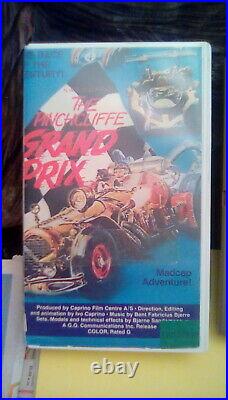 THE
PINCHCLIFFE
GRAND
PRIX
Madcap
Adventure!
Produced by Caprino Film Centre A/S • Direction, Editing
and animation by Ivo Caprino • Music by Bent Fabricius Bjerre
Sets, Models and technical effects by Bjarne
A G.G. Communications Inc. Release
COLOR, Rated G